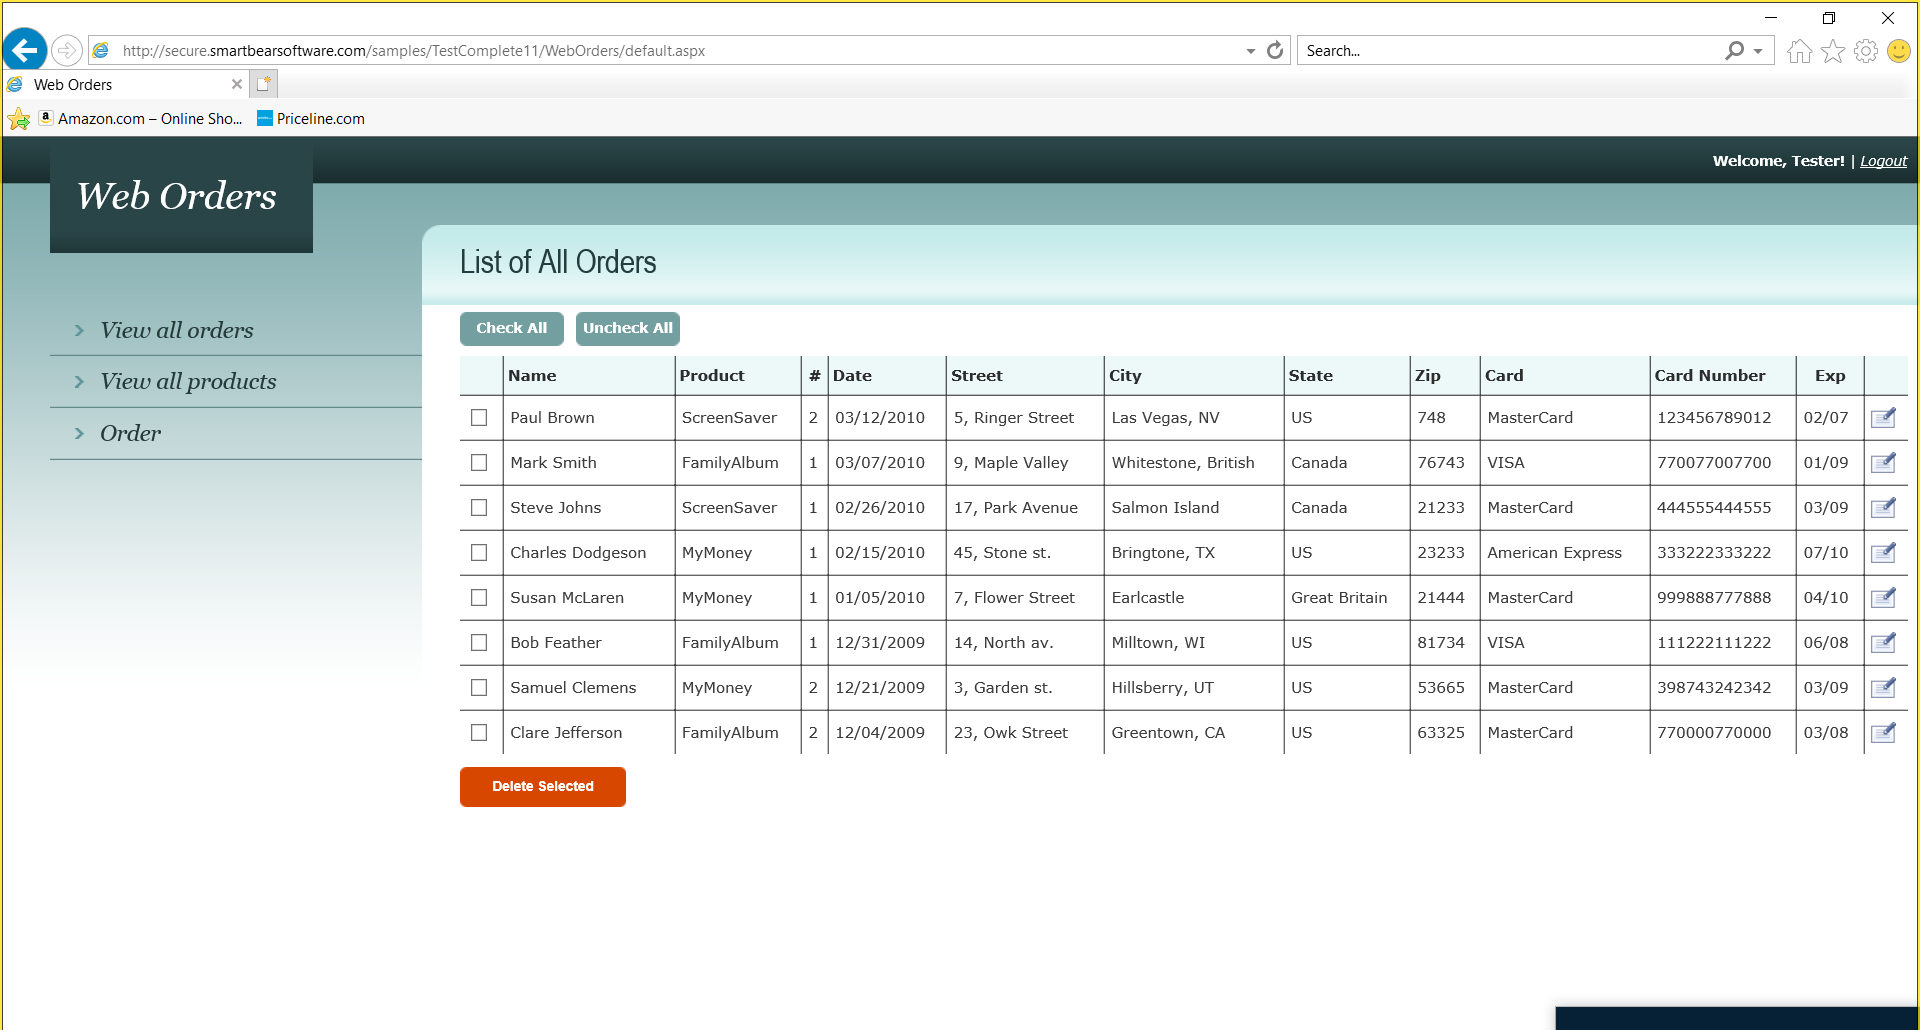 http://secure.smartbearsoftware.com/samples/TestComplete11/WebOrders/default.aspx
Search...
Web Orders
Amazon.com – Online Sho...
Priceline.com
Welcome, Tester! | Logout
Web Orders
List of All Orders
View all orders
View all products
Order
Check All Uncheck All
Name Product # Date Street City State Zip Card Card Number Exp
Paul Brown ScreenSaver 2 03/12/2010 5, Ringer Street Las Vegas, NV US 748 MasterCard 123456789012 02/07
Mark Smith FamilyAlbum 1 03/07/2010 9, Maple Valley Whitestone, British Canada 76743 VISA 770077007700 01/09
Steve Johns ScreenSaver 1 02/26/2010 17, Park Avenue Salmon Island Canada 21233 MasterCard 444555444555 03/09
Charles Dodgeson MyMoney 1 02/15/2010 45, Stone st. Bringtone, TX US 23233 American Express 333222333222 07/10
Susan McLaren MyMoney 1 01/05/2010 7, Flower Street Earlcastle Great Britain 21444 MasterCard 999888777888 04/10
Bob Feather FamilyAlbum 1 12/31/2009 14, North av. Milltown, WI US 81734 VISA 111222111222 06/08
Samuel Clemens MyMoney 2 12/21/2009 3, Garden st. Hillsberry, UT US 53665 MasterCard 398743242342 03/09
Clare Jefferson FamilyAlbum 2 12/04/2009 23, Owk Street Greentown, CA US 63325 MasterCard 770000770000 03/08
Delete Selected